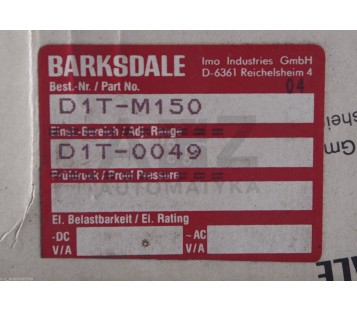 BARKSDALE
Imo Industries GmbH
D-6361 Reichelsheim 4
Best.-Nr. / Part No.
04
D1T-M150
Einst.-Bereich / Adj. Range
D1T-0049
Prüfdruck / Proof Pressure
AUTOMATYKA
El. Belastbarkeit / El. Rating
-DC
V/A
~AC
V/A